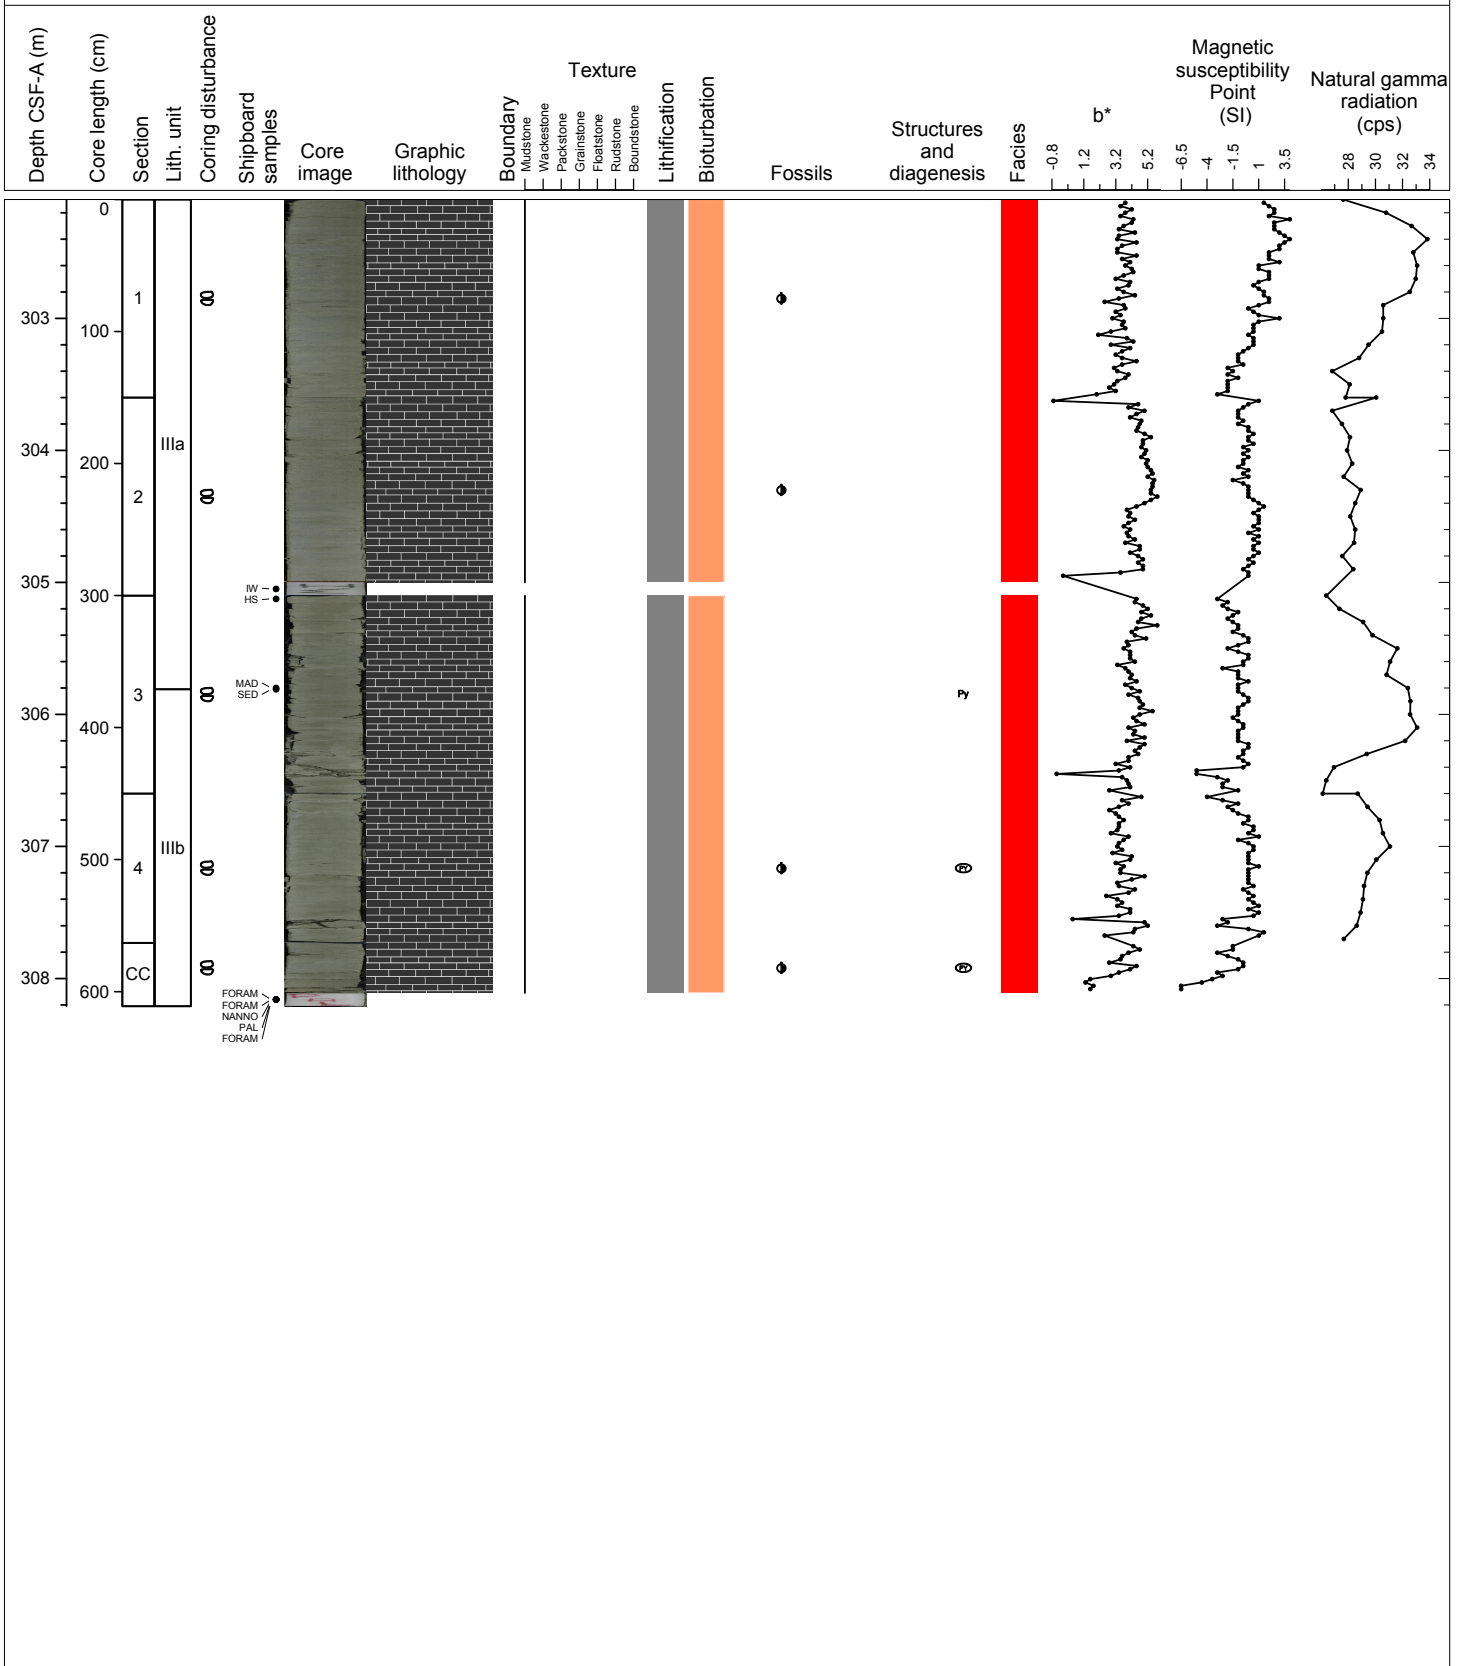 Depth CSF-A (m)
Core length (cm)
Section
Lith. unit
Coring disturbance
Shipboard
samples
Core
image
Graphic
lithology
Boundary
Texture
Mudstone
Wackestone
Packstone
Grainstone
Floatstone
Rudstone
Boundstone
Lithification
Bioturbation
Fossils
Structures
and
diagenesis
Facies
b*
-0.8
1.2
3.2
5.2
Magnetic
susceptibility
Point
(SI)
-6.5
-4
-1.5
1
3.5
Natural gamma
radiation
(cps)
28
30
32
34
303
304
305
306
307
308
0
100
200
300
400
500
600
1
2
3
4
CC
IIIa
IIIb
IW
HS
MAD
SED
FORAM
FORAM
NANNO
PAL
FORAM
Py
PY
PY